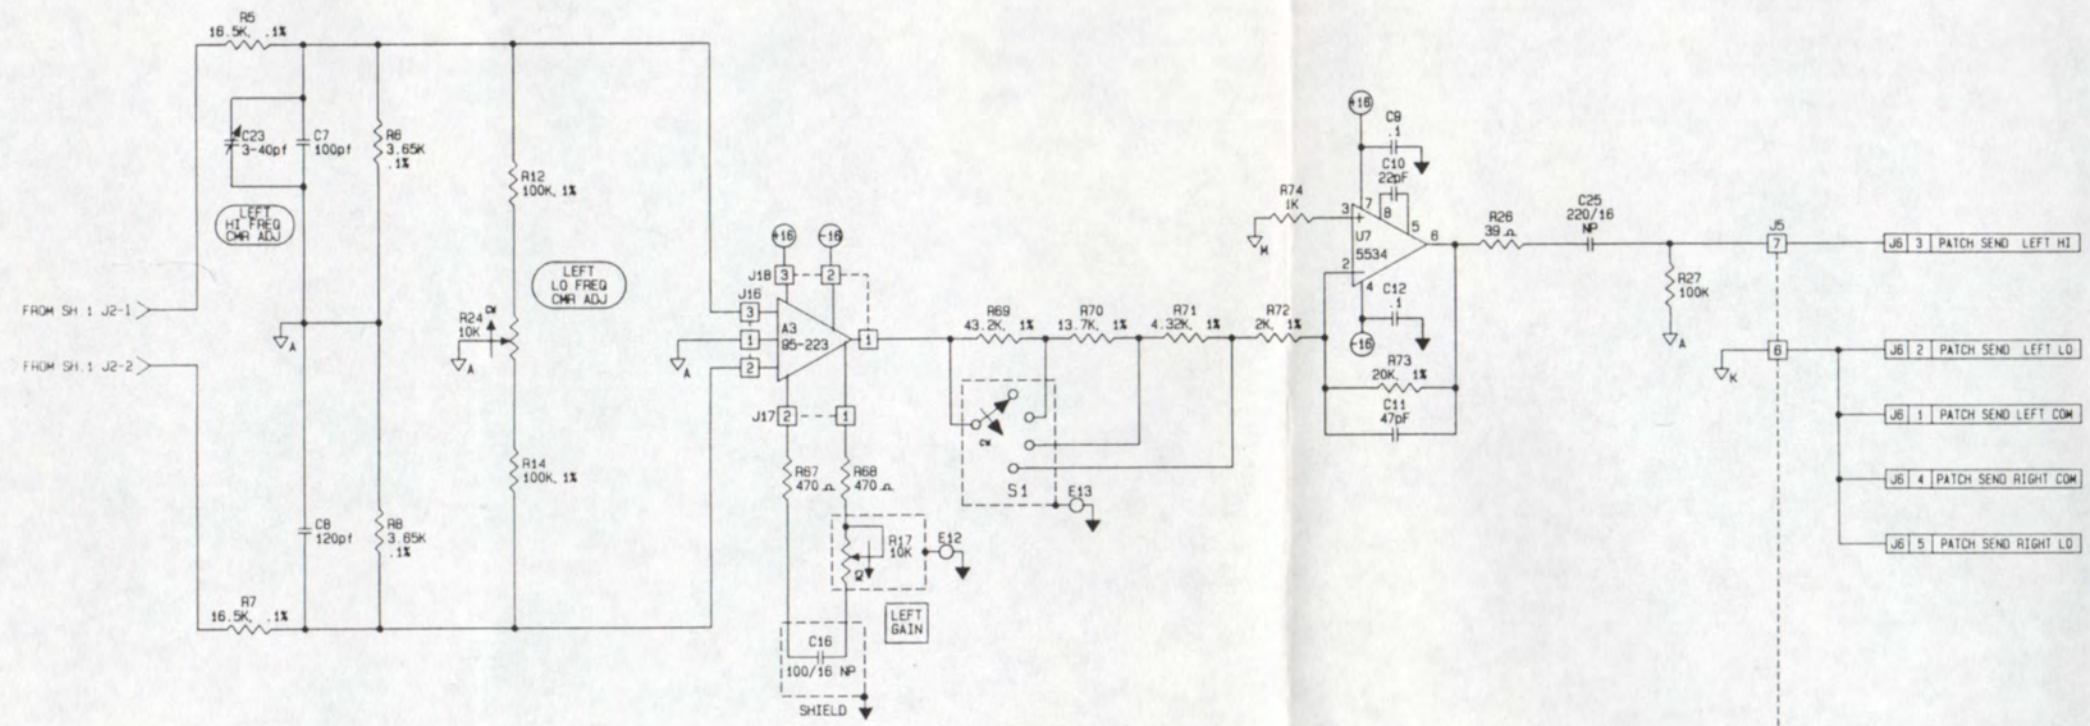 R5
16.5K, .1%
C23
3-40pf
C7
100pf
R6
3.65K
.1%
LEFT
HI FREQ
CMR ADJ
R12
100K, 1%
FROM SH 1 J2-1
FROM SH.1 J2-2
A
CW
R24
10K
A
LEFT
LO FREQ
CMR ADJ
R14
100K, 1%
C8
120pf
R8
3.65K
.1%
R7
16.5K, .1%
+16
-16
J18
3
2
J16
3
1
2
A
A3
95-223
1
J17
2
1
R67
470 Ω
R68
470 Ω
R17
10K
E12
LEFT
GAIN
C16
100/16 NP
SHIELD
R69
43.2K, 1%
R70
13.7K, 1%
R71
4.32K, 1%
R72
2K, 1%
CW
S1
E13
+16
C9
.1
C10
22pF
R74
1K
3
7
8
5
+
U7
5534
6
2
4
C12
.1
-16
R73
20K, 1%
C11
47pF
R26
39 Ω
C25
220/16
NP
R27
100K
A
J5
7
6
K
J6 3 PATCH SEND LEFT HI
J6 2 PATCH SEND LEFT LO
J6 1 PATCH SEND LEFT COM
J6 4 PATCH SEND RIGHT COM
J6 5 PATCH SEND RIGHT LO